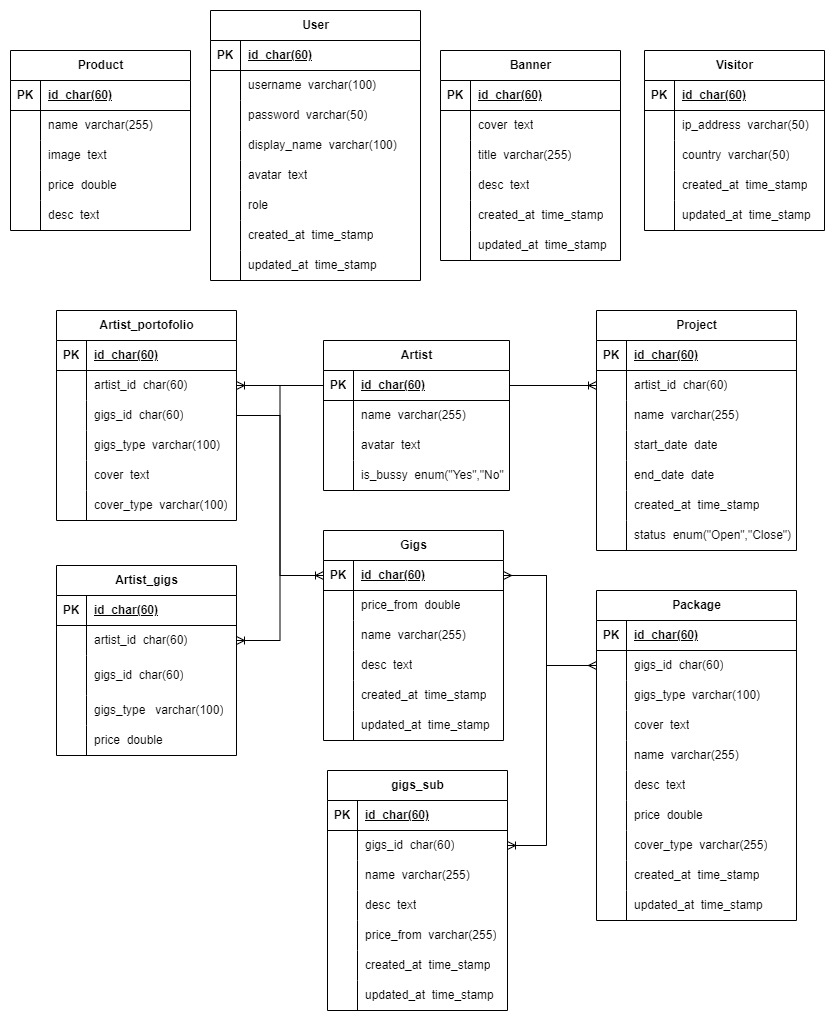 Product
PK id_char(60)
name varchar(255)
image text
price double
desc text
User
PK id_char(60)
username varchar(100)
password varchar(50)
display_name varchar(100)
avatar text
role
created_at time_stamp
updated_at time_stamp
Banner
PK id_char(60)
cover text
title varchar(255)
desc text
created_at time_stamp
updated_at time_stamp
Visitor
PK id_char(60)
ip_address varchar(50)
country varchar(50)
created_at time_stamp
updated_at time_stamp
Artist_portofolio
PK id_char(60)
artist_id char(60)
gigs_id char(60)
gigs_type varchar(100)
cover text
cover_type varchar(100)
Artist
PK id_char(60)
name varchar(255)
avatar text
is_bussy enum("Yes","No"
Project
PK id_char(60)
artist_id char(60)
name varchar(255)
start_date date
end_date date
created_at time_stamp
status enum("Open","Close")
Artist_gigs
PK id_char(60)
artist_id char(60)
gigs_id char(60)
gigs_type varchar(100)
price double
Gigs
PK id_char(60)
price_from double
name varchar(255)
desc text
created_at time_stamp
updated_at time_stamp
Package
PK id_char(60)
gigs_id char(60)
gigs_type varchar(100)
cover text
name varchar(255)
desc text
price double
cover_type varchar(255)
created_at time_stamp
updated_at time_stamp
gigs_sub
PK id_char(60)
gigs_id char(60)
name varchar(255)
desc text
price_from varchar(255)
created_at time_stamp
updated_at time_stamp